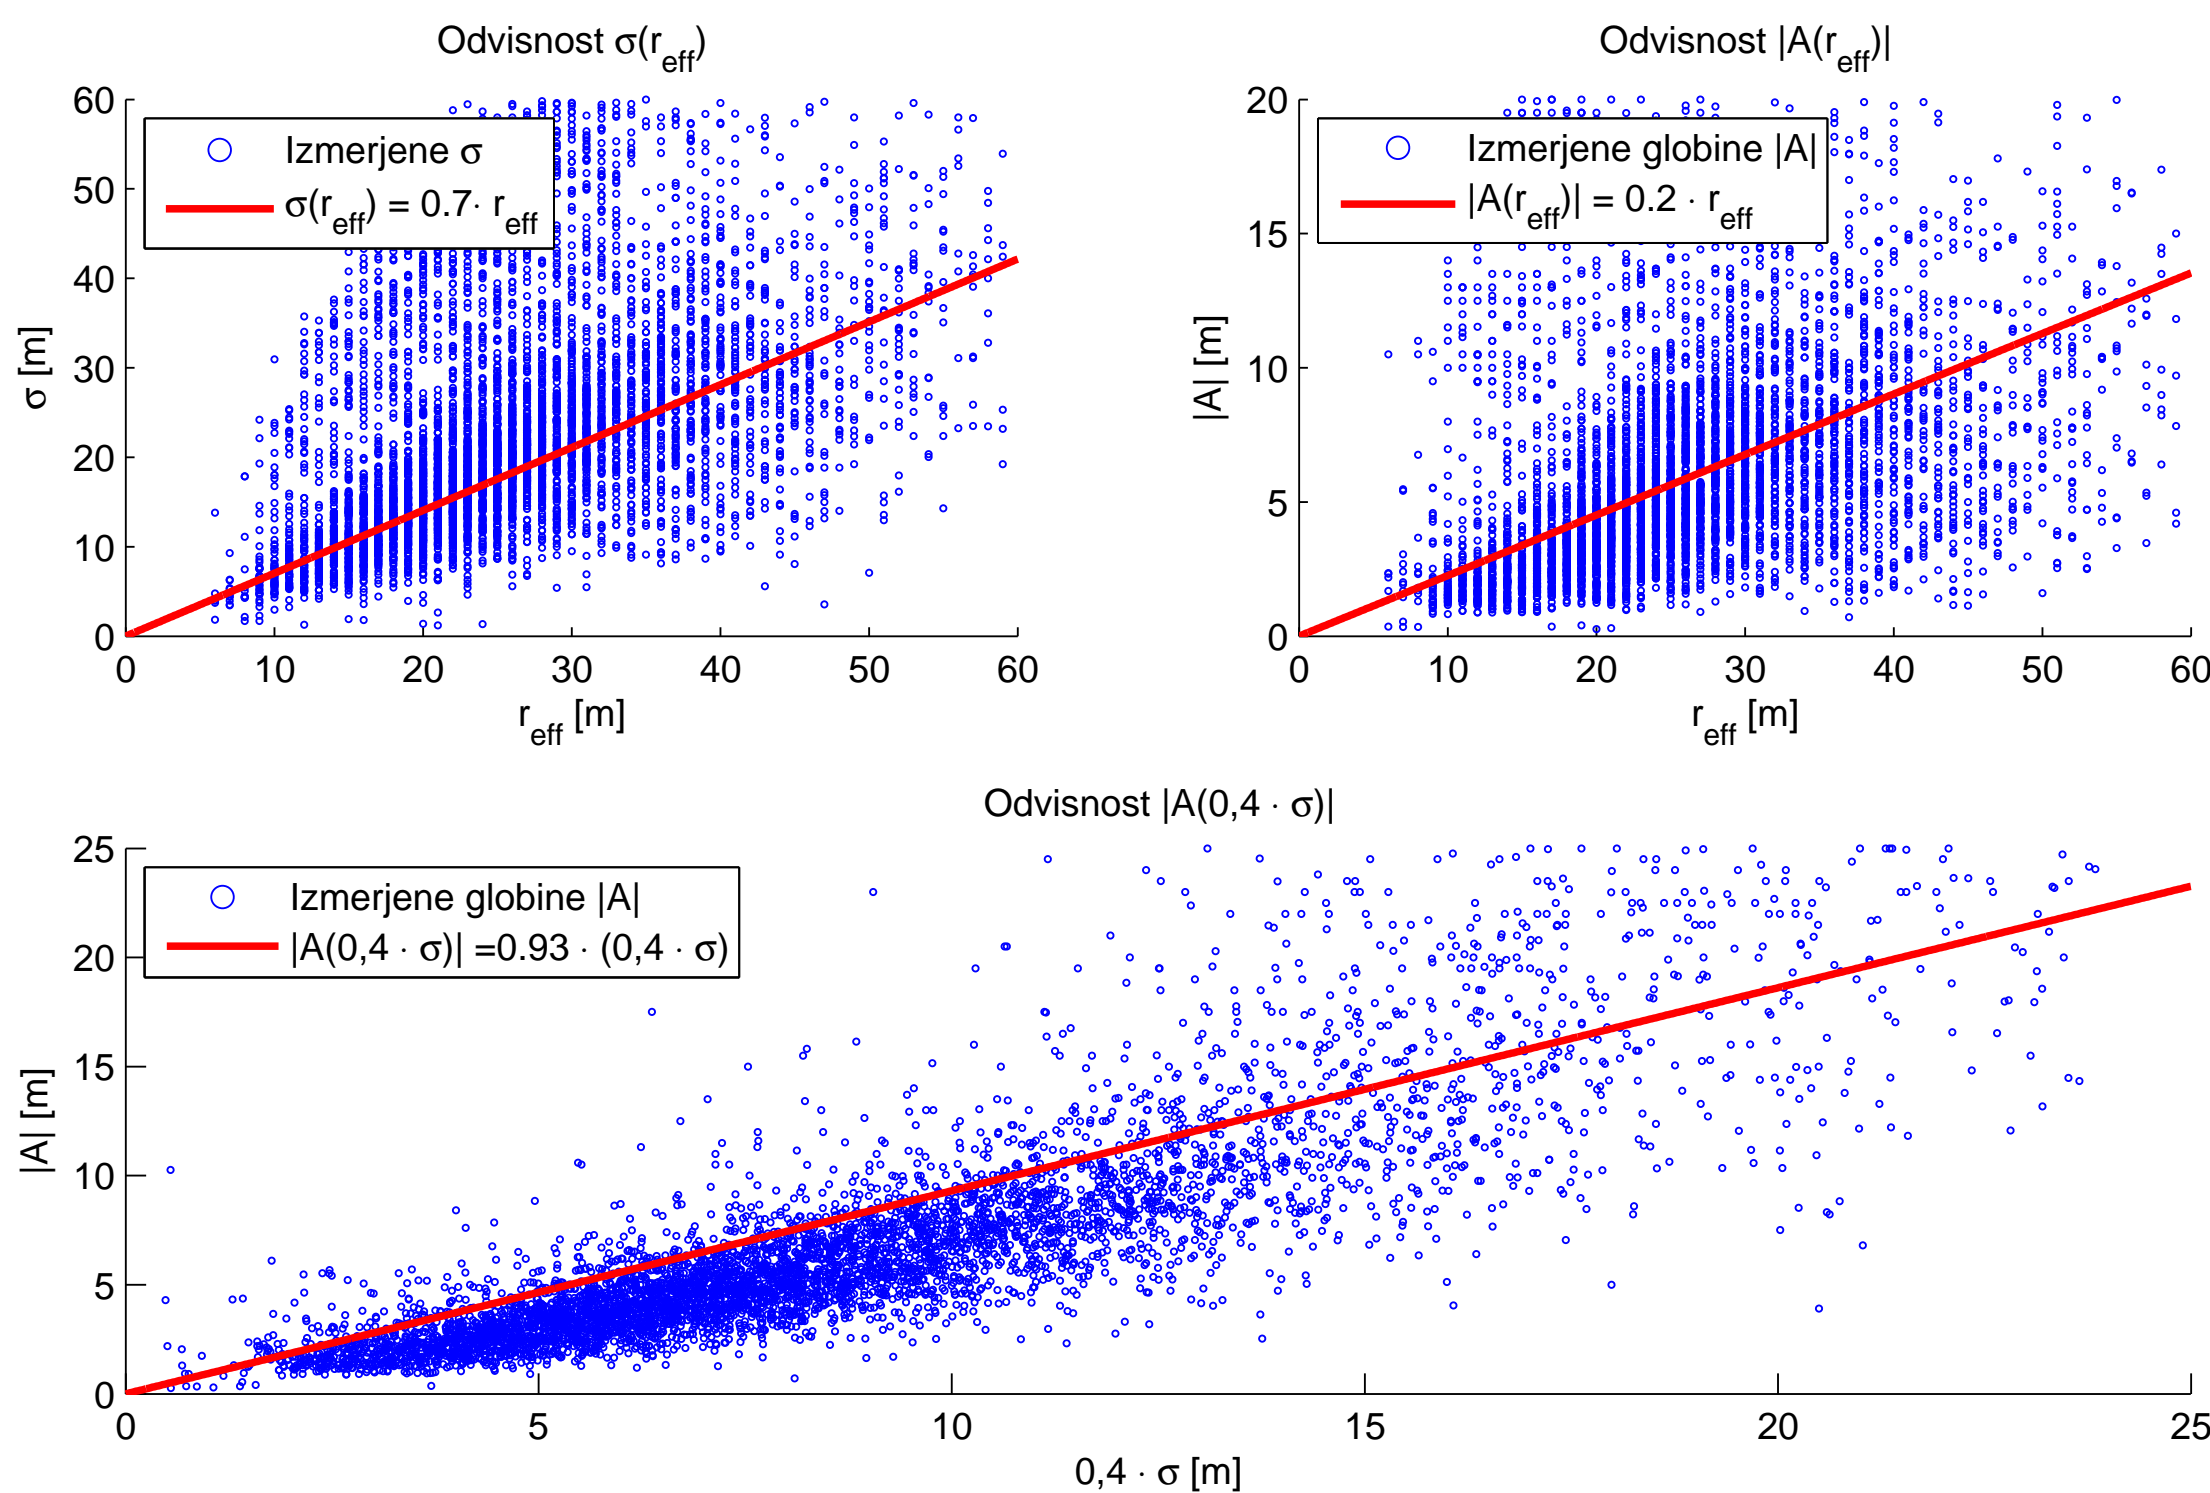 Odvisnost σ(r_eff)
60
50
40
30
20
10
0
σ [m]
Izmerjene σ
σ(r_eff) = 0.7· r_eff
0 10 20 30 40 50 60
r_eff [m]
Odvisnost |A(r_eff)|
20
15
10
5
0
|A| [m]
Izmerjene globine |A|
|A(r_eff)| = 0.2 · r_eff
0 10 20 30 40 50 60
r_eff [m]
Odvisnost |A(0,4 · σ)|
25
20
15
10
5
0
|A| [m]
Izmerjene globine |A|
|A(0,4 · σ)| =0.93 · (0,4 · σ)
0 5 10 15 20 25
0,4 · σ [m]